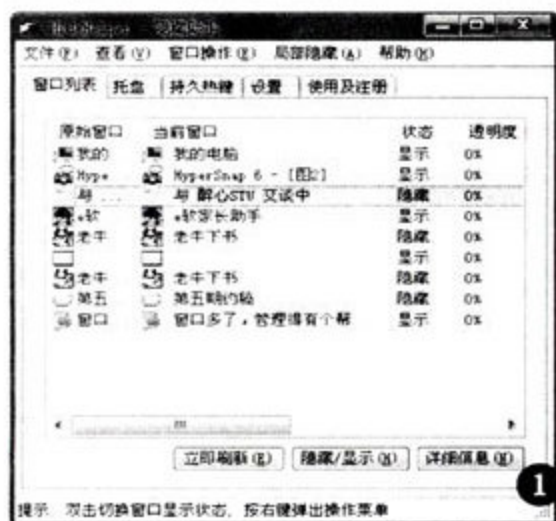 文件(F) 查看(V) 窗口操作(E) 局部隐藏(A) 帮助(H)
窗口列表 托盘 持久热键 设置 使用及注册
原始窗口 当前窗口 状态 透明度
我的 我的电脑 显示 0%
Hype HyperSnap 6 - [图2] 显示 0%
与 ... 与 醉心STU 交谈中 隐藏 0%
显示 0%
老牛 老牛下书 隐藏 0%
显示 0%
老牛 老牛下书 隐藏 0%
第五 隐藏 0%
窗口 窗口多了，管理得有个帮 显示 0%
立即刷新(E) 隐藏/显示(X) 详细信息(M)
提示 双击切换窗口显示状态，按右键弹出操作菜单
1